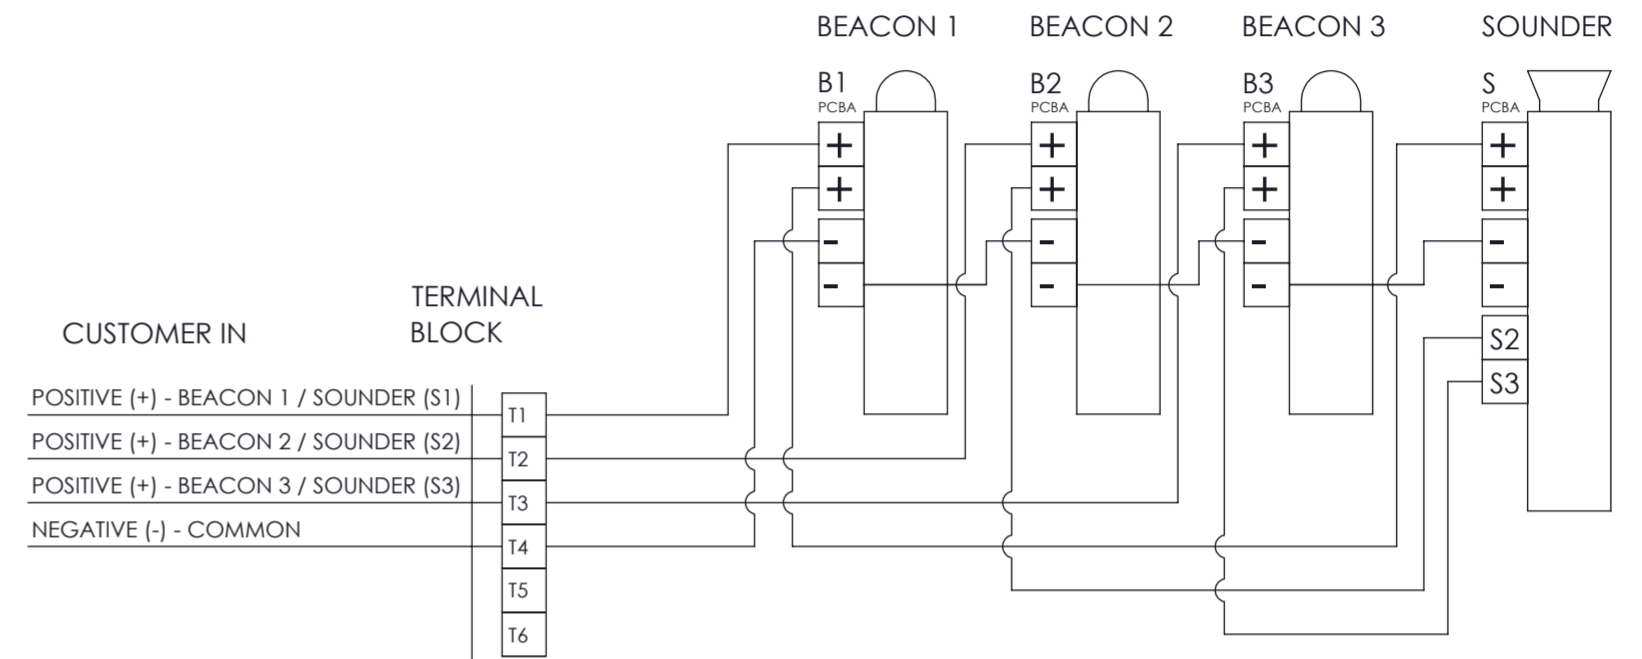 BEACON 1 BEACON 2 BEACON 3 SOUNDER
B1 B2 B3 S
PCBA PCBA PCBA PCBA
+ + + +
+ + + +
- - - -
- - - -
TERMINAL
BLOCK
CUSTOMER IN
S2
S3
POSITIVE (+) - BEACON 1 / SOUNDER (S1)
T1
POSITIVE (+) - BEACON 2 / SOUNDER (S2)
T2
POSITIVE (+) - BEACON 3 / SOUNDER (S3)
T3
NEGATIVE (-) - COMMON
T4
T5
T6